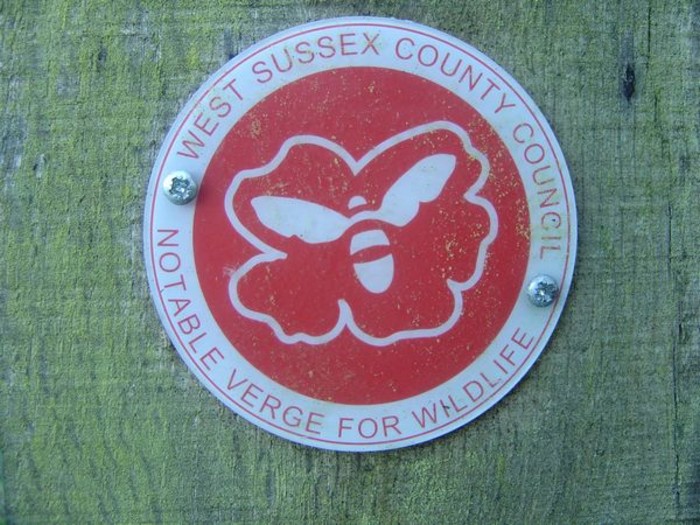 WEST SUSSEX COUNTY COUNCIL
NOTABLE VERGE FOR WILDLIFE